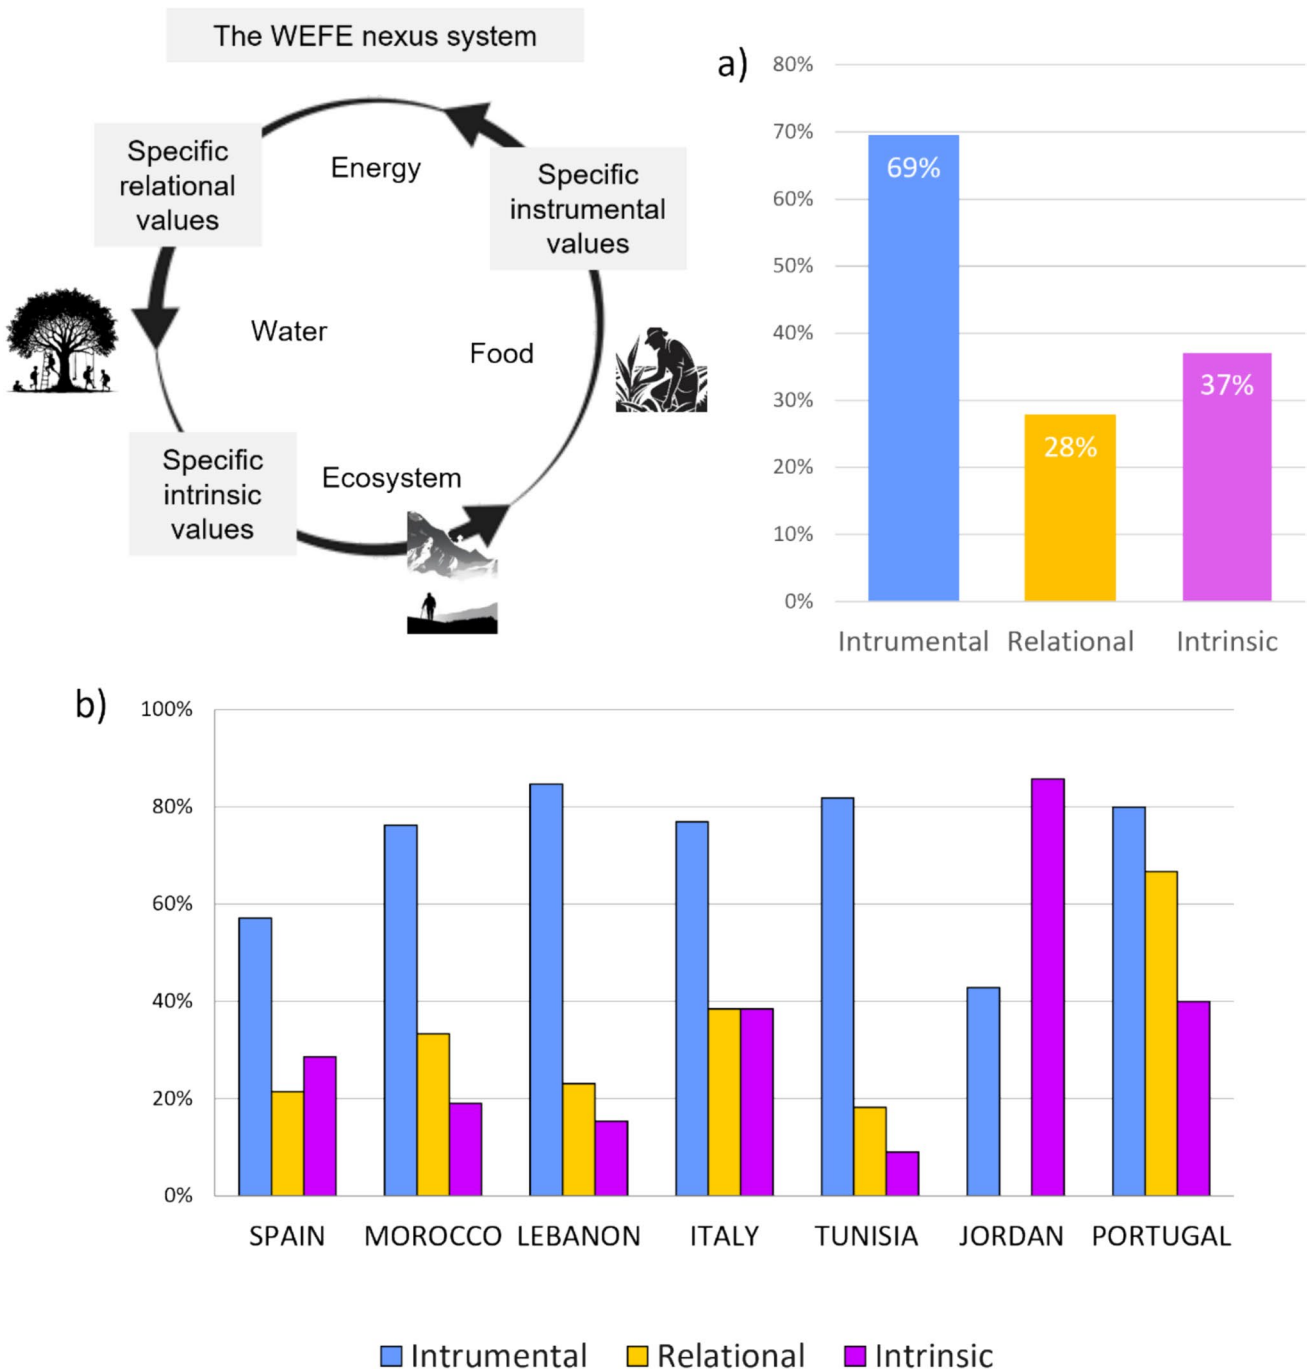 The WEFE nexus system
Specific
relational
values
Energy
Specific
instrumental
values
Water
Food
Specific
intrinsic
values
Ecosystem
a)
80%
70%
60%
50%
40%
30%
20%
10%
0%
69%
28%
37%
Intrumental Relational Intrinsic
b)
100%
80%
60%
40%
20%
0%
SPAIN MOROCCO LEBANON ITALY TUNISIA JORDAN PORTUGAL
Intrumental Relational Intrinsic